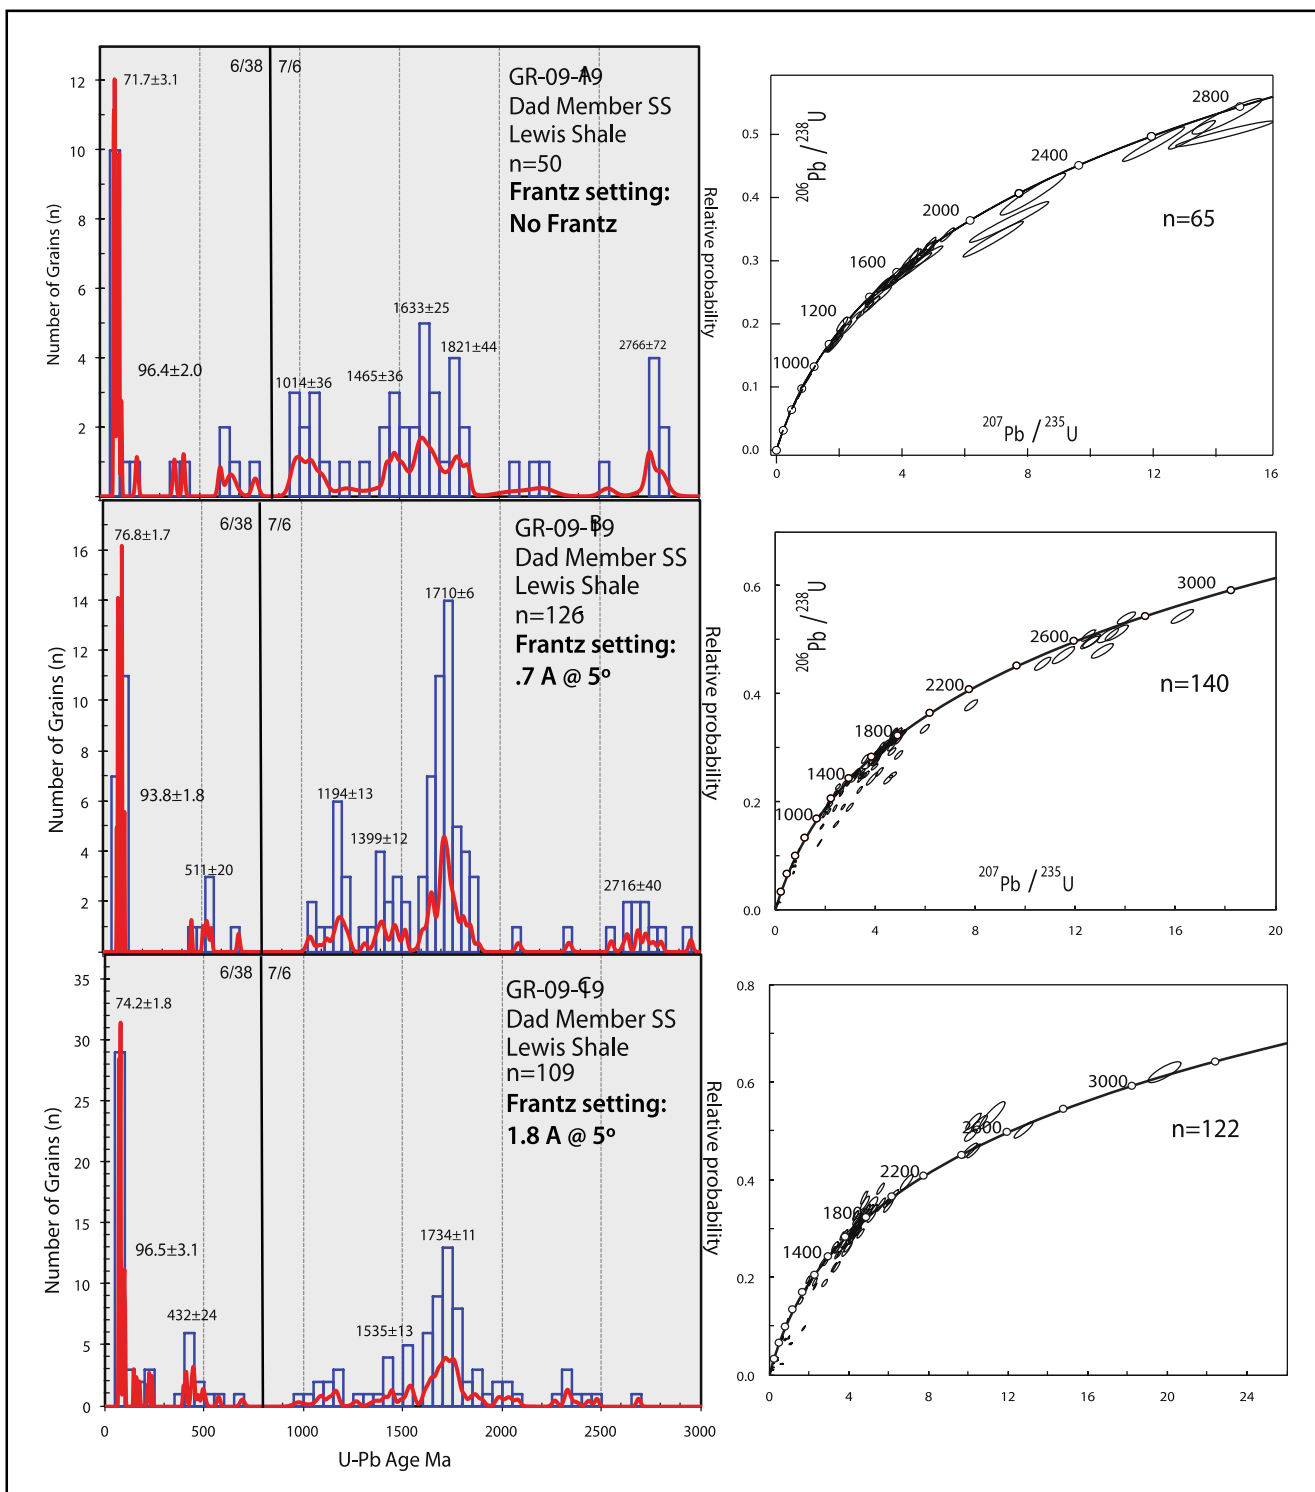 6/38 7/6
GR-09-19
A
Dad Member SS
Lewis Shale
n=50
Frantz setting:
No Frantz
71.7±3.1
96.4±2.0
1014±36
1465±36
1633±25
1821±44
2766±72
12
10
8
6
4
2
Number of Grains (n)
Relative probability
206Pb / 238U
0.5
0.4
0.3
0.2
0.1
0.0
1000
1200
1600
2000
2400
2800
n=65
207Pb / 235U
0 4 8 12 16
6/38 7/6
GR-09-19
B
Dad Member SS
Lewis Shale
n=126
Frantz setting:
.7 A @ 5º
76.8±1.7
93.8±1.8
511±20
1194±13
1399±12
1710±6
2716±40
16
14
12
10
8
6
4
2
Number of Grains (n)
Relative probability
206Pb / 238U
0.6
0.4
0.2
0.0
1000
1400
1800
2200
2600
3000
n=140
207Pb / 235U
0 4 8 12 16 20
6/38 7/6
GR-09-19
C
Dad Member SS
Lewis Shale
n=109
Frantz setting:
1.8 A @ 5º
74.2±1.8
96.5±3.1
432±24
1535±13
1734±11
35
30
25
20
15
10
5
0
Number of Grains (n)
Relative probability
0 500 1000 1500 2000 2500 3000
U-Pb Age Ma
0.8
0.6
0.4
0.2
0.0
1400
1800
2200
2600
3000
n=122
0 4 8 12 16 20 24